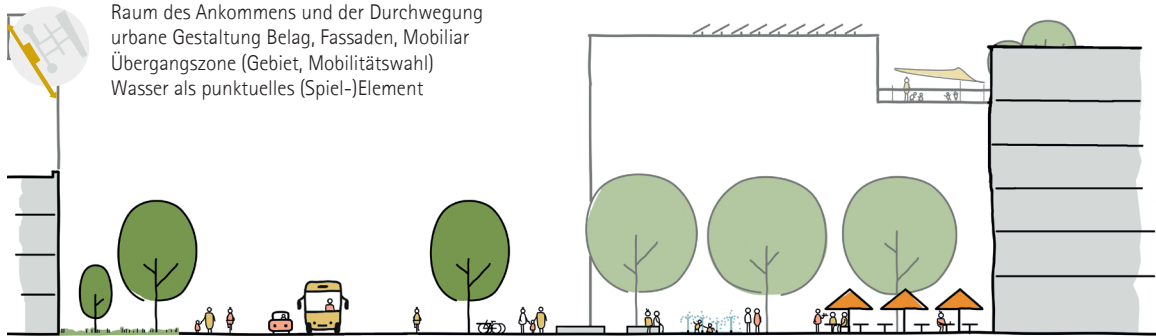 Raum des Ankommens und der Durchwegung
urbane Gestaltung Belag, Fassaden, Mobiliar
Übergangszone (Gebiet, Mobilitätswahl)
Wasser als punktuelles (Spiel-)Element